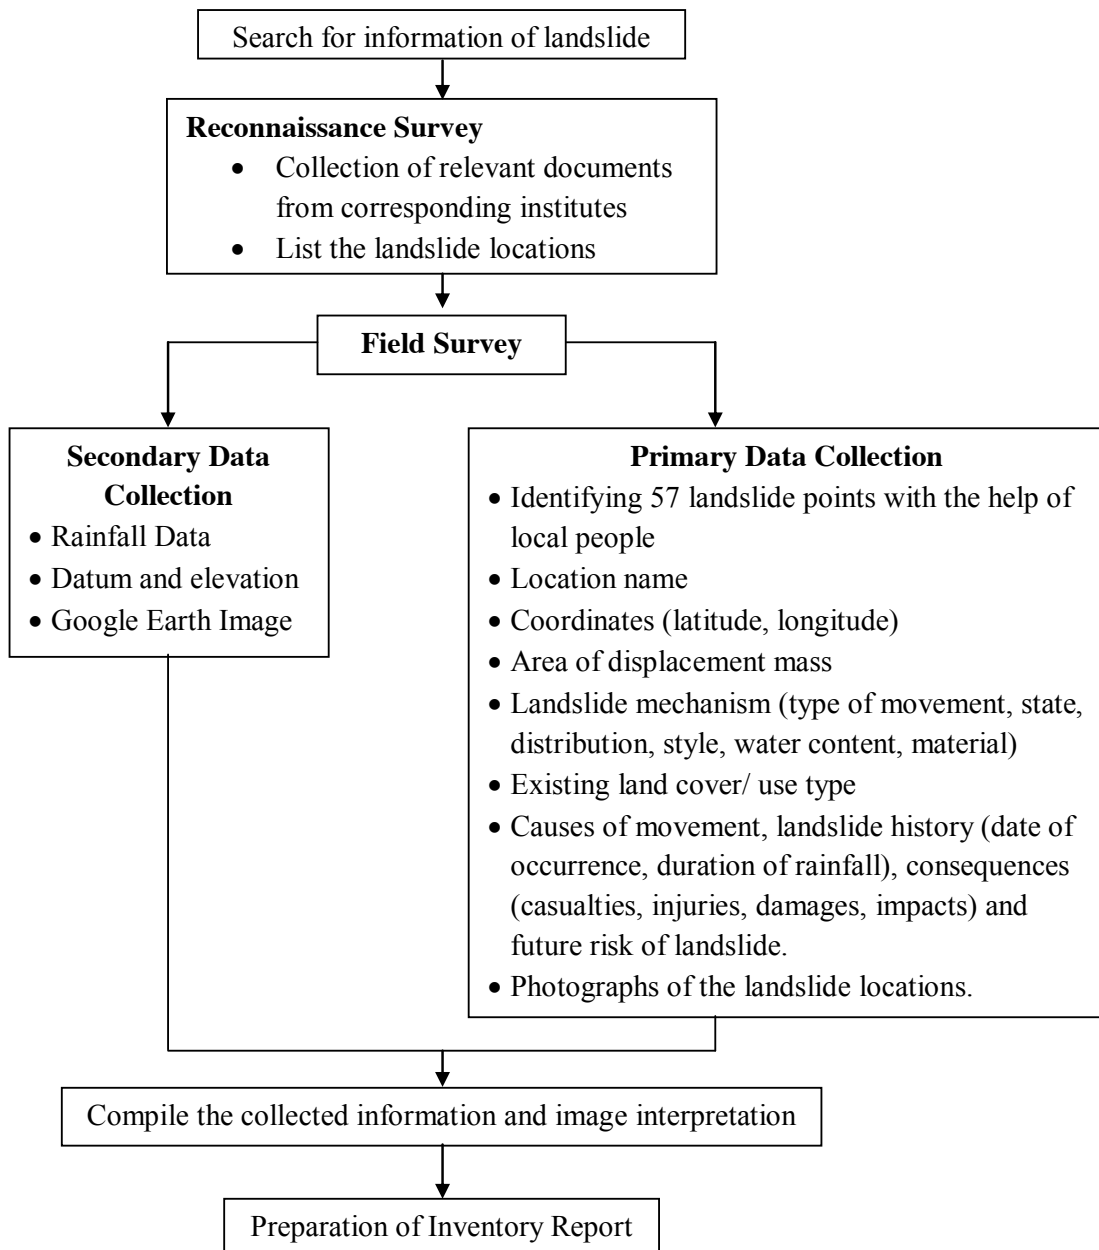 Search for information of landslide
Reconnaissance Survey
• Collection of relevant documents
from corresponding institutes
• List the landslide locations
Field Survey
Secondary Data
Collection
• Rainfall Data
• Datum and elevation
• Google Earth Image
Primary Data Collection
• Identifying 57 landslide points with the help of
local people
• Location name
• Coordinates (latitude, longitude)
• Area of displacement mass
• Landslide mechanism (type of movement, state,
distribution, style, water content, material)
• Existing land cover/ use type
• Causes of movement, landslide history (date of
occurrence, duration of rainfall), consequences
(casualties, injuries, damages, impacts) and
future risk of landslide.
• Photographs of the landslide locations.
Compile the collected information and image interpretation
Preparation of Inventory Report